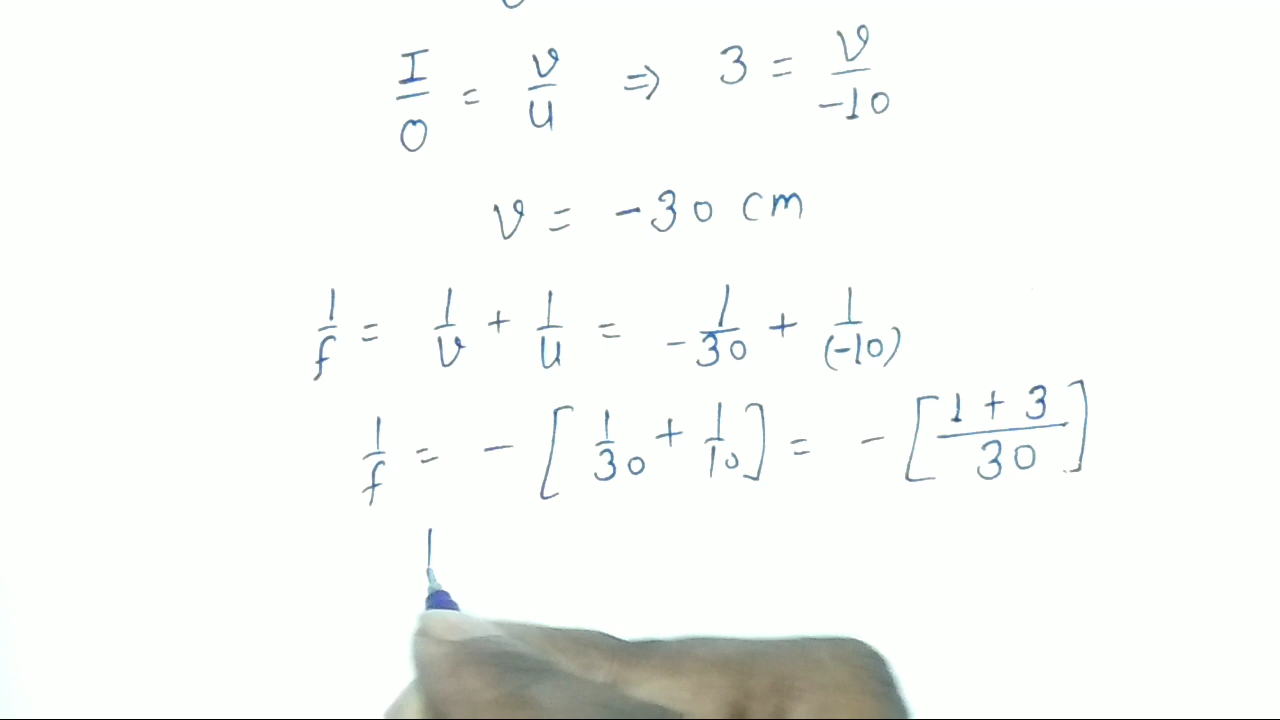 I/O = v/u ⇒ 3 = v/-10
v = -30 cm
1/f = 1/v + 1/u = -1/30 + 1/(-10)
1/f = - [1/30 + 1/10] = - [(1 + 3)/30]
1